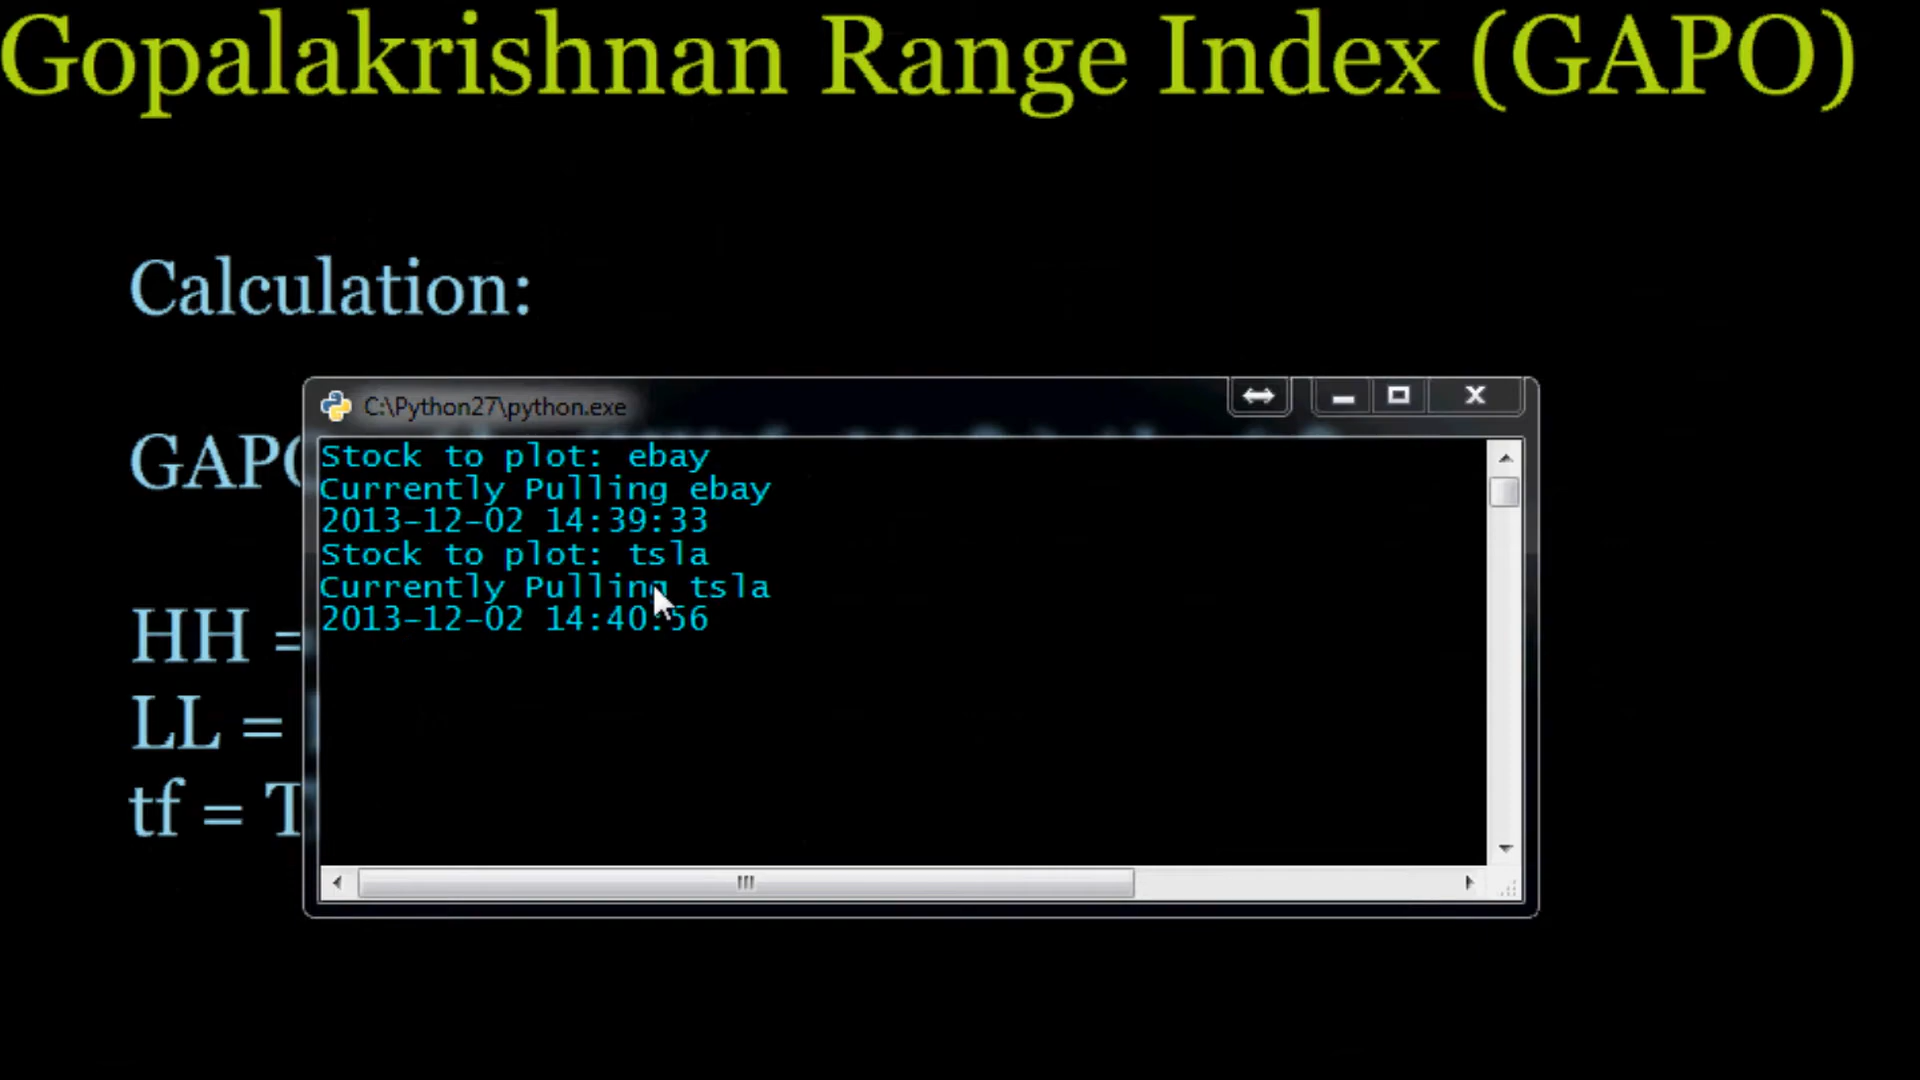 Gopalakrishnan Range Index (GAPO)
Calculation:
C:\Python27\python.exe
GAPO
Stock to plot: ebay
Currently Pulling ebay
2013-12-02 14:39:33
Stock to plot: tsla
Currently Pulling tsla
2013-12-02 14:40:56
HH =
LL =
tf = T